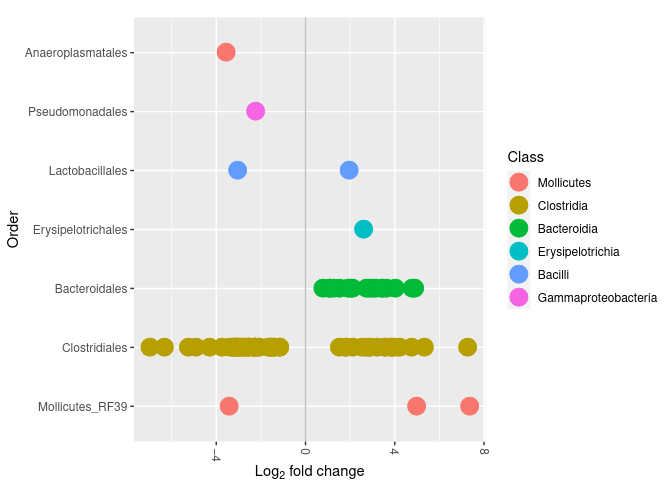 Anaeroplasmatales
Pseudomonadales
Lactobacillales
Erysipelotrichales
Bacteroidales
Clostridiales
Mollicutes_RF39
Order
−4
0
4
8
Log2 fold change
Class
Mollicutes
Clostridia
Bacteroidia
Erysipelotrichia
Bacilli
Gammaproteobacteria